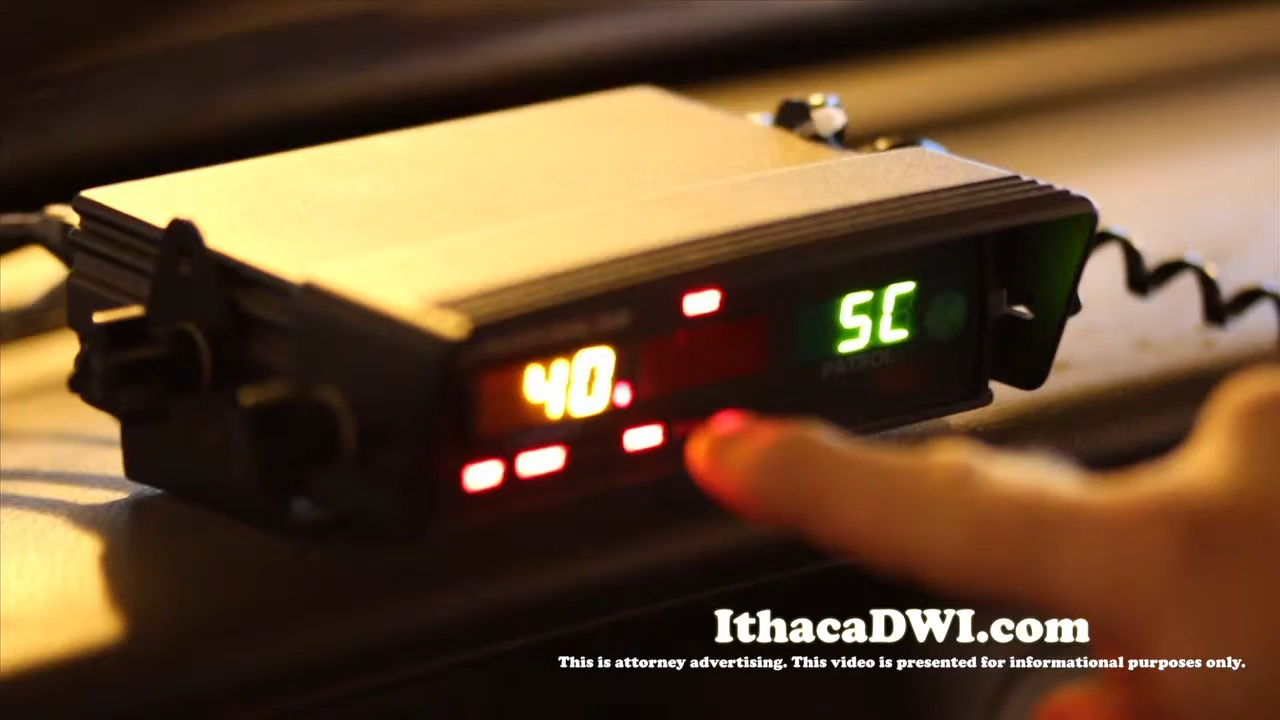 40.
5C
PATROL
IthacaDWI.com
This is attorney advertising. This video is presented for informational purposes only.